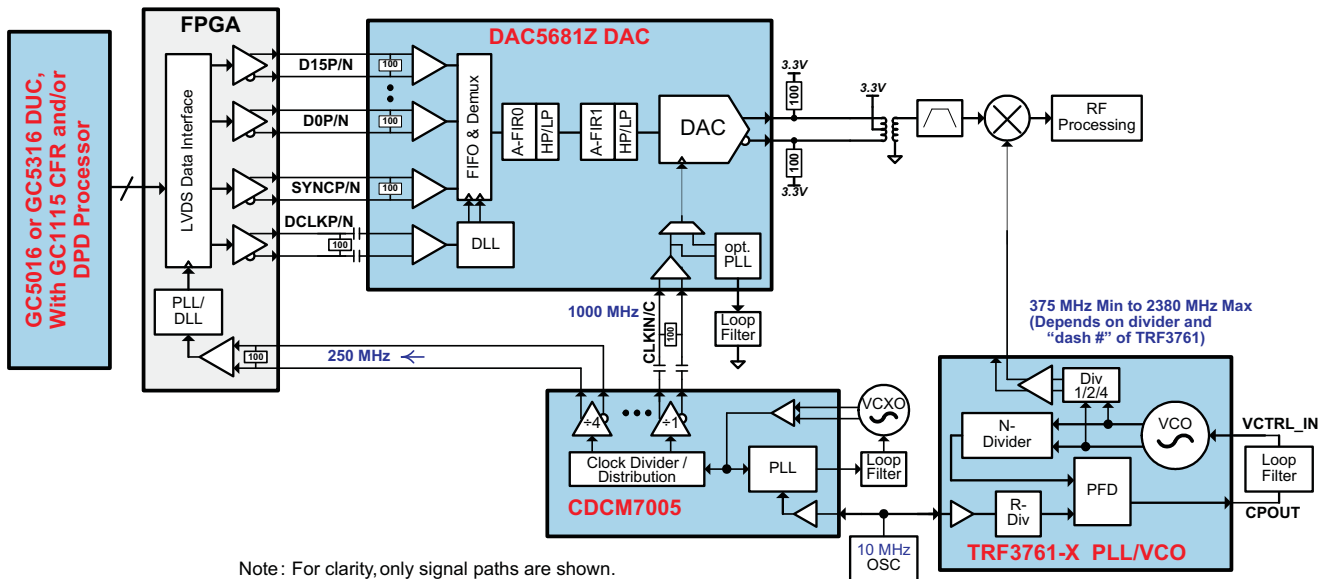 GC5016 or GC5316 DUC,
With GC1115 CFR and/or
DPD Processor
FPGA
LVDS Data Interface
PLL/
DLL
100
250 MHz
D15P/N
100
D0P/N
100
SYNCP/N
100
DCLKP/N
100
DAC5681Z DAC
FIFO & Demux
DLL
A-FIR0
HP/LP
A-FIR1
HP/LP
DAC
opt.
PLL
Loop
Filter
1000 MHz
CLKIN/C
100
3.3V
100
100
3.3V
3.3V
RF
Processing
375 MHz Min to 2380 MHz Max
(Depends on divider and
"dash #" of TRF3761)
÷4
÷1
Clock Divider /
Distribution
PLL
VCXO
Loop
Filter
CDCM7005
10 MHz
OSC
Div
1/2/4
N-
Divider
VCO
R-
Div
PFD
VCTRL_IN
Loop
Filter
CPOUT
TRF3761-X PLL/VCO
Note: For clarity, only signal paths are shown.